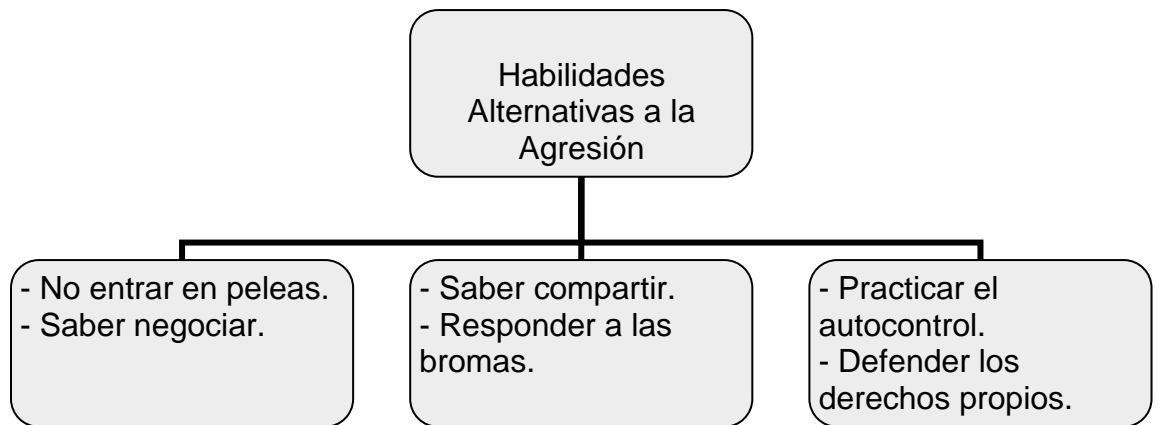 Habilidades
Alternativas a la
Agresión
- No entrar en peleas.
- Saber negociar.
- Saber compartir.
- Responder a las
bromas.
- Practicar el
autocontrol.
- Defender los
derechos propios.